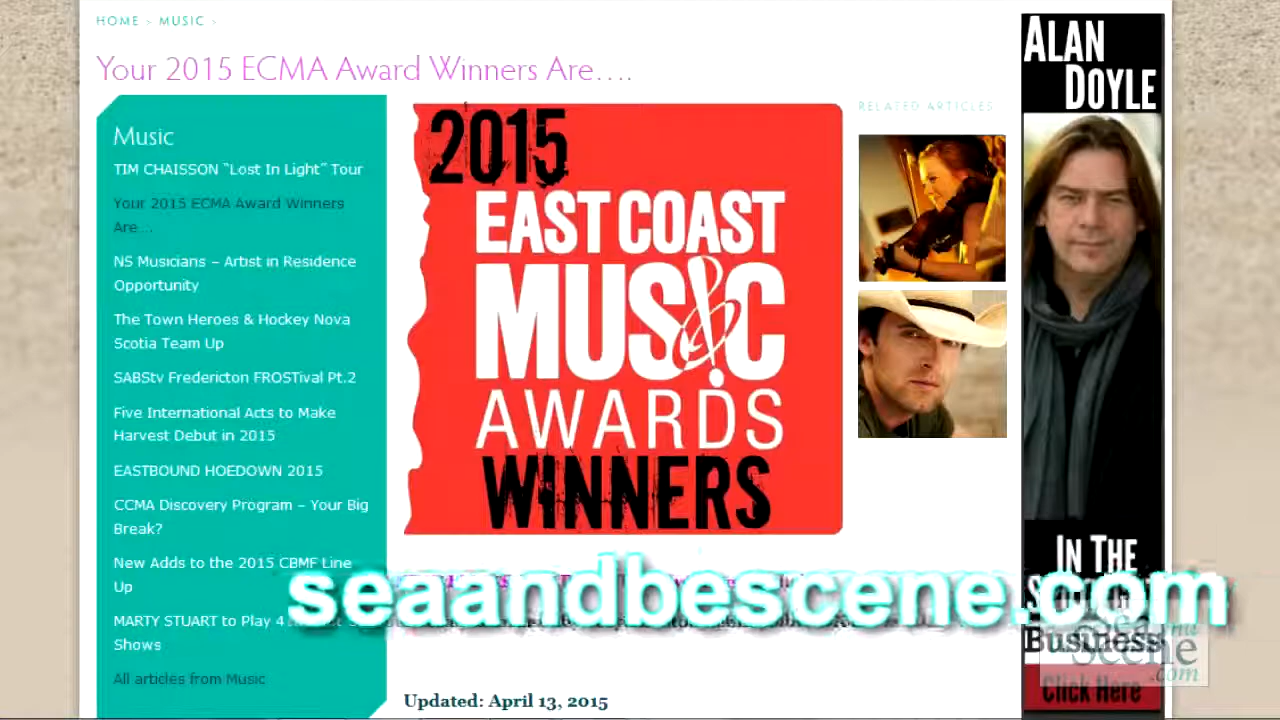 HOME > MUSIC >
Your 2015 ECMA Award Winners Are....
Music
TIM CHAISSON “Lost In Light” Tour
Your 2015 ECMA Award Winners
Are...
NS Musicians – Artist in Residence
Opportunity
The Town Heroes & Hockey Nova
Scotia Team Up
SABStv Fredericton FROSTival Pt.2
Five International Acts to Make
Harvest Debut in 2015
EASTBOUND HOEDOWN 2015
CCMA Discovery Program – Your Big
Break?
New Adds to the 2015 CBMF Line
Up
MARTY STUART to Play 4
Shows
All articles from Music
2015
EAST COAST
MUSIC
AWARDS
WINNERS
seaandbescene.com
Updated: April 13, 2015
RELATED ARTICLES
ALAN
DOYLE
IN THE
Business
Scene
.com
Click Here